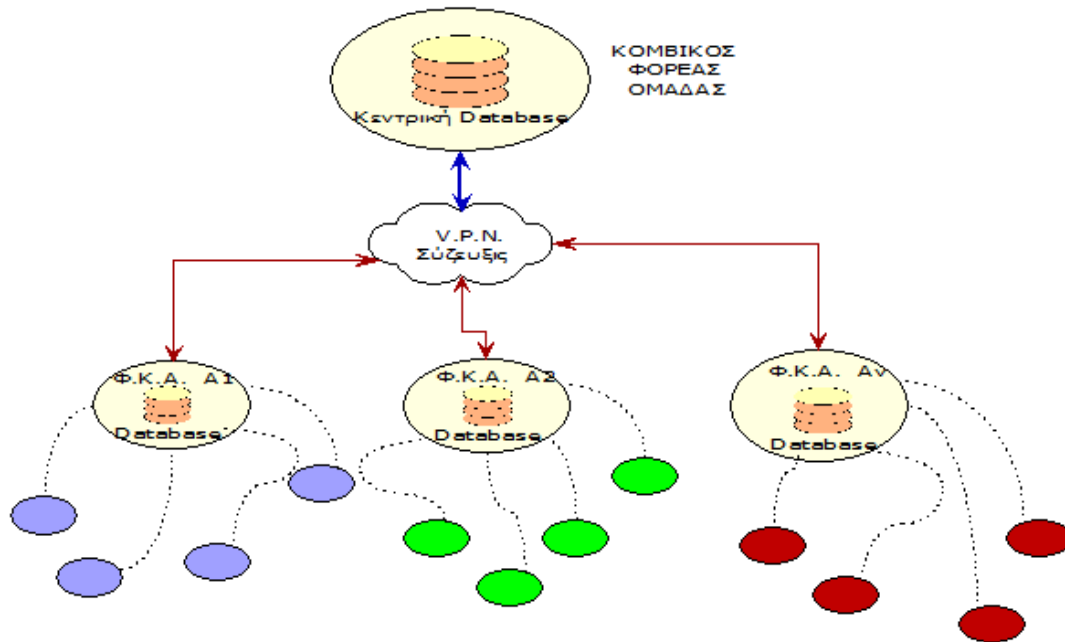 ΚΟΜΒΙΚΟΣ
ΦΟΡΕΑΣ
ΟΜΑΔΑΣ
Κεντρική Database
V.P.N.
Σύζευξις
Φ.Κ.Α. Α1
Database
Φ.Κ.Α. Α2
Database
Φ.Κ.Α. Αν
Database